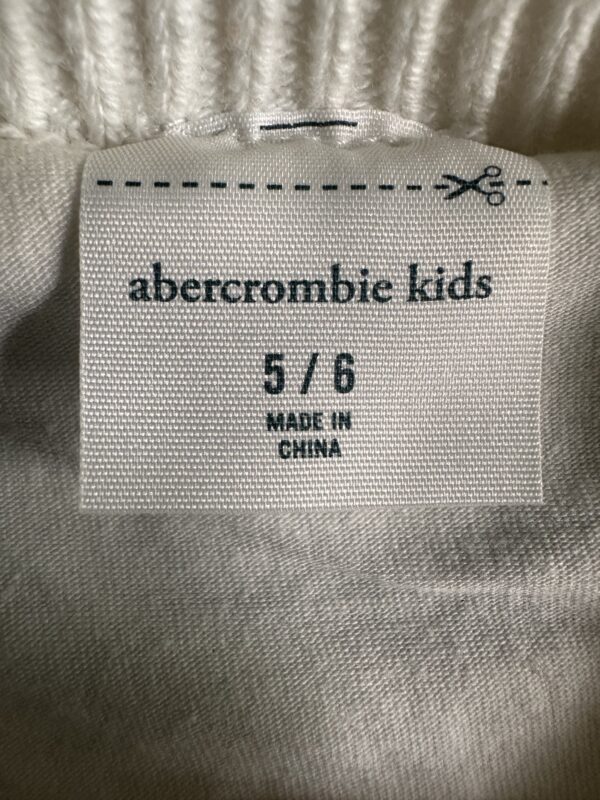 abercrombie kids
5 / 6
MADE IN
CHINA